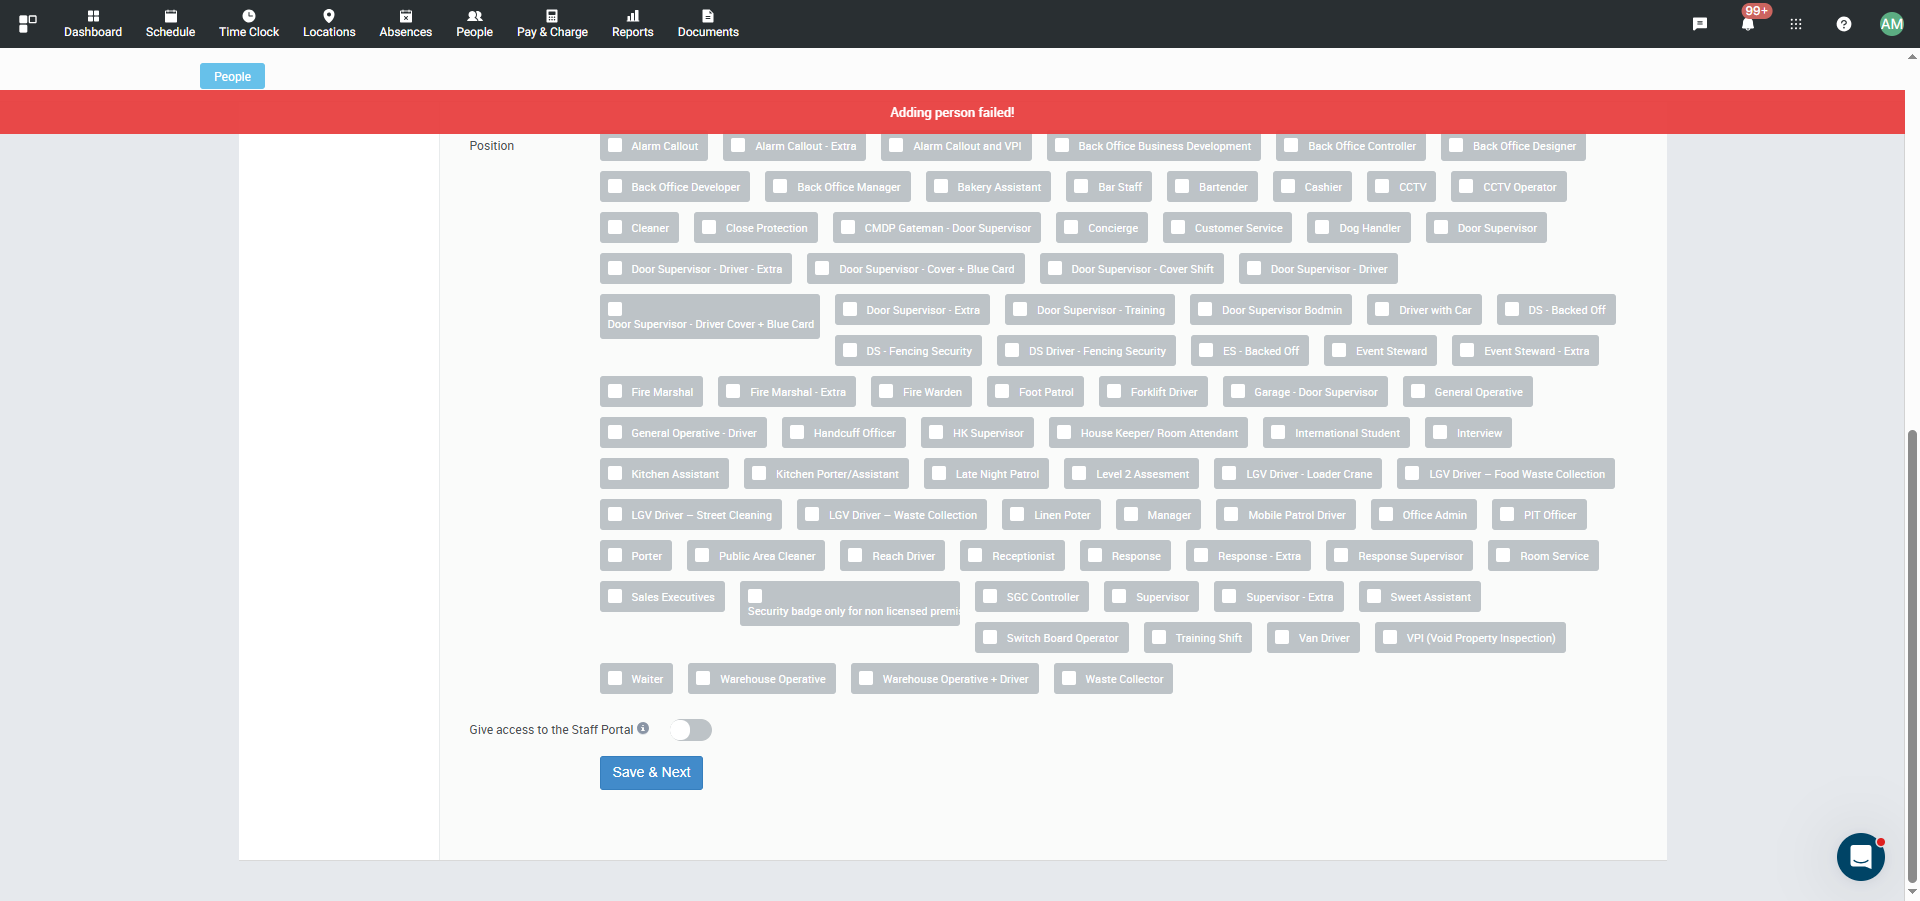 Dashboard Schedule Time Clock Locations Absences People Pay & Charge Reports Documents 99+ AM
People
Adding person failed!
Position Alarm Callout Alarm Callout - Extra Alarm Callout and VPI Back Office Business Development Back Office Controller Back Office Designer
Back Office Developer Back Office Manager Bakery Assistant Bar Staff Bartender Cashier CCTV CCTV Operator
Cleaner Close Protection CMDP Gateman - Door Supervisor Concierge Customer Service Dog Handler Door Supervisor
Door Supervisor - Driver - Extra Door Supervisor - Cover + Blue Card Door Supervisor - Cover Shift Door Supervisor - Driver
Door Supervisor - Driver Cover + Blue Card Door Supervisor - Extra Door Supervisor - Training Door Supervisor Bodmin Driver with Car DS - Backed Off
DS - Fencing Security DS Driver - Fencing Security ES - Backed Off Event Steward Event Steward - Extra
Fire Marshal Fire Marshal - Extra Fire Warden Foot Patrol Forklift Driver Garage - Door Supervisor General Operative
General Operative - Driver Handcuff Officer HK Supervisor House Keeper/ Room Attendant International Student Interview
Kitchen Assistant Kitchen Porter/Assistant Late Night Patrol Level 2 Assesment LGV Driver - Loader Crane LGV Driver – Food Waste Collection
LGV Driver – Street Cleaning LGV Driver – Waste Collection Linen Poter Manager Mobile Patrol Driver Office Admin PIT Officer
Porter Public Area Cleaner Reach Driver Receptionist Response Response - Extra Response Supervisor Room Service
Sales Executives Security badge only for non licensed premi SGC Controller Supervisor Supervisor - Extra Sweet Assistant
Switch Board Operator Training Shift Van Driver VPI (Void Property Inspection)
Waiter Warehouse Operative Warehouse Operative + Driver Waste Collector
Give access to the Staff Portal
Save & Next